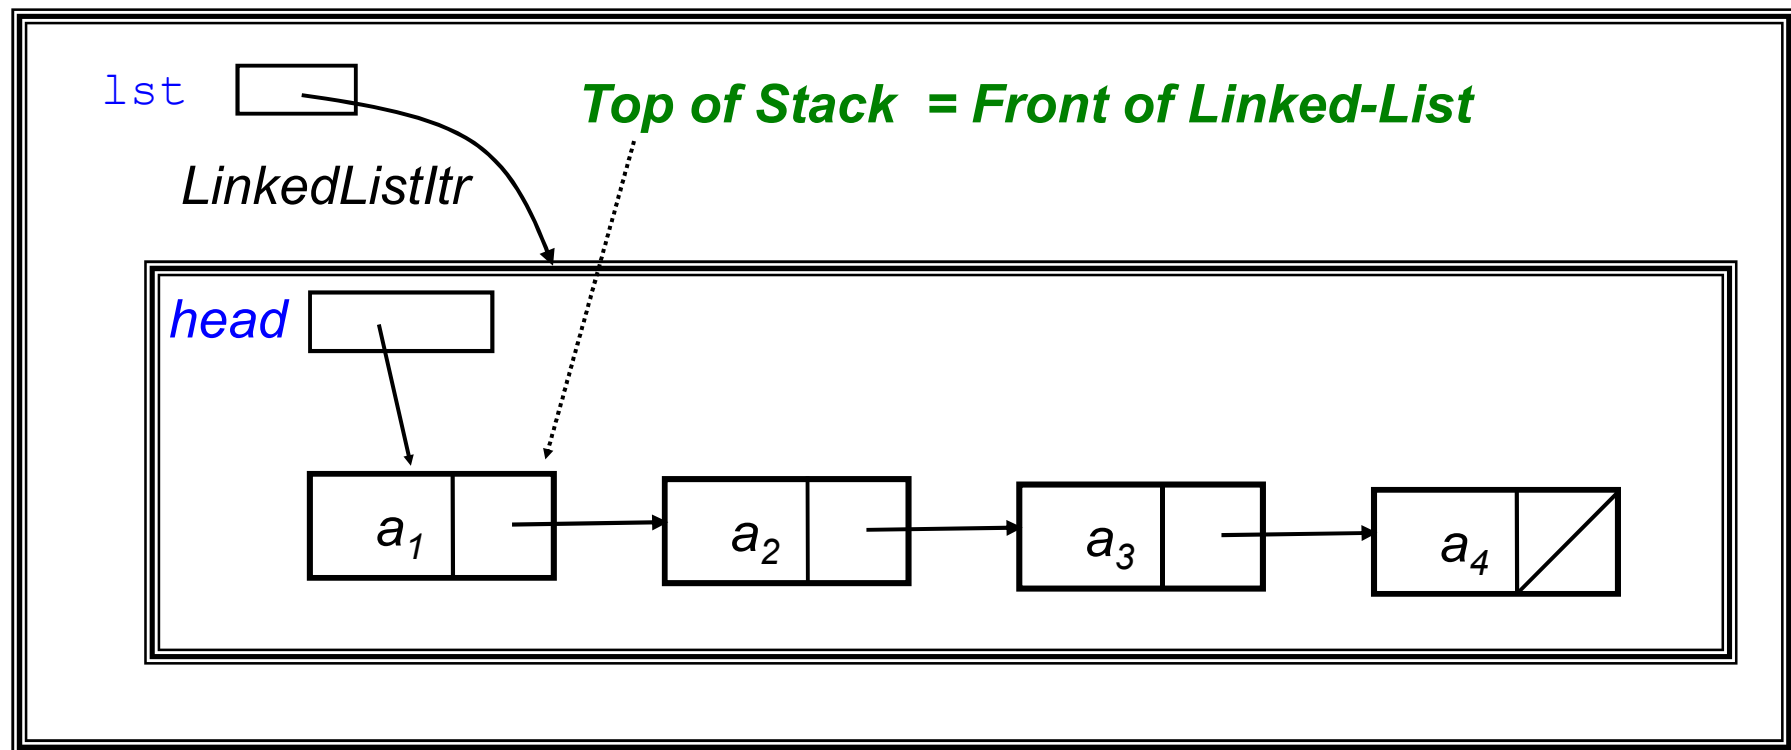 lst
Top of Stack = Front of Linked-List
LinkedListItr
head
a1
a2
a3
a4